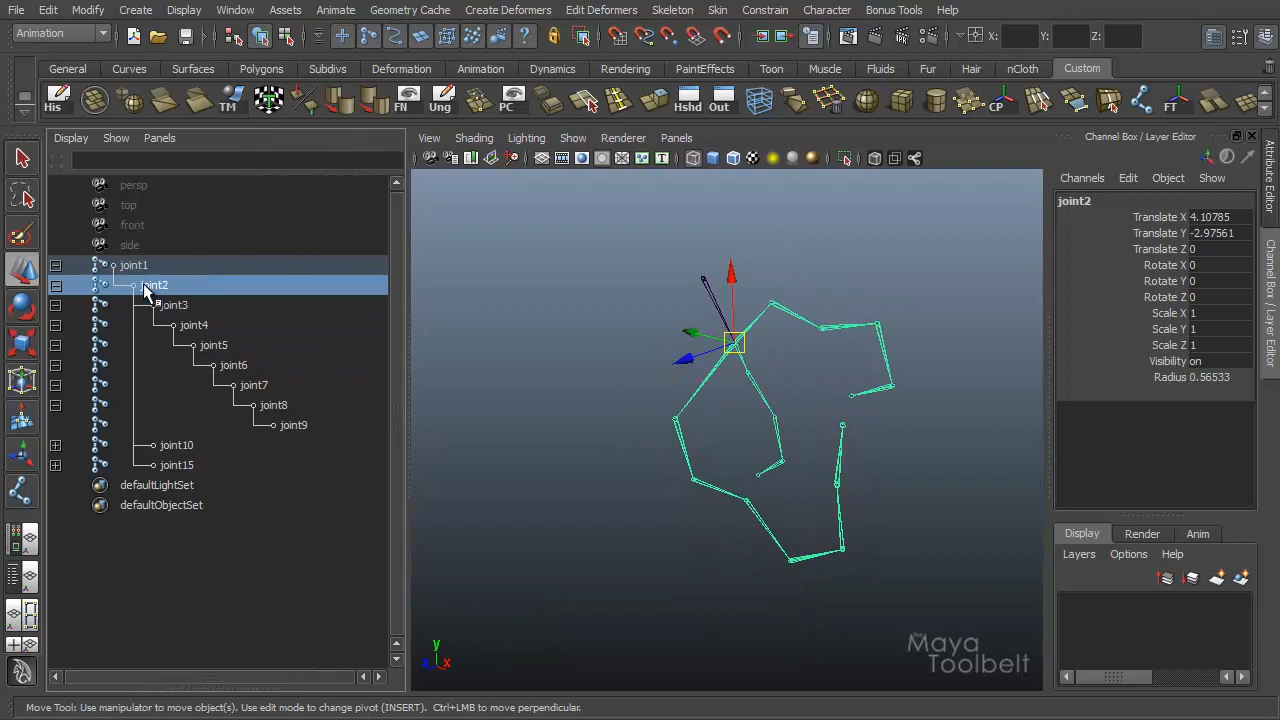 File Edit Modify Create Display Window Assets Animate Geometry Cache Create Deformers Edit Deformers Skeleton Skin Constrain Character Bonus Tools Help
Animation X: Y: Z:
General Curves Surfaces Polygons Subdivs Deformation Animation Dynamics Rendering PaintEffects Toon Muscle Fluids Fur Hair nCloth Custom
His TM FN Ung PC Hshd Out CP FT
Display Show Panels
View Shading Lighting Show Renderer Panels
Channel Box / Layer Editor
Channels Edit Object Show
persp
top
front
side
joint1
joint2
joint3
joint4
joint5
joint6
joint7
joint8
joint9
joint10
joint15
defaultLightSet
defaultObjectSet
y
z x
the Maya
Toolbelt
joint2
Translate X 4.10785
Translate Y -2.97561
Translate Z 0
Rotate X 0
Rotate Y 0
Rotate Z 0
Scale X 1
Scale Y 1
Scale Z 1
Visibility on
Radius 0.56533
Display Render Anim
Layers Options Help
Attribute Editor
Channel Box / Layer Editor
Move Tool: Use manipulator to move object(s). Use edit mode to change pivot (INSERT). Ctrl+LMB to move perpendicular.